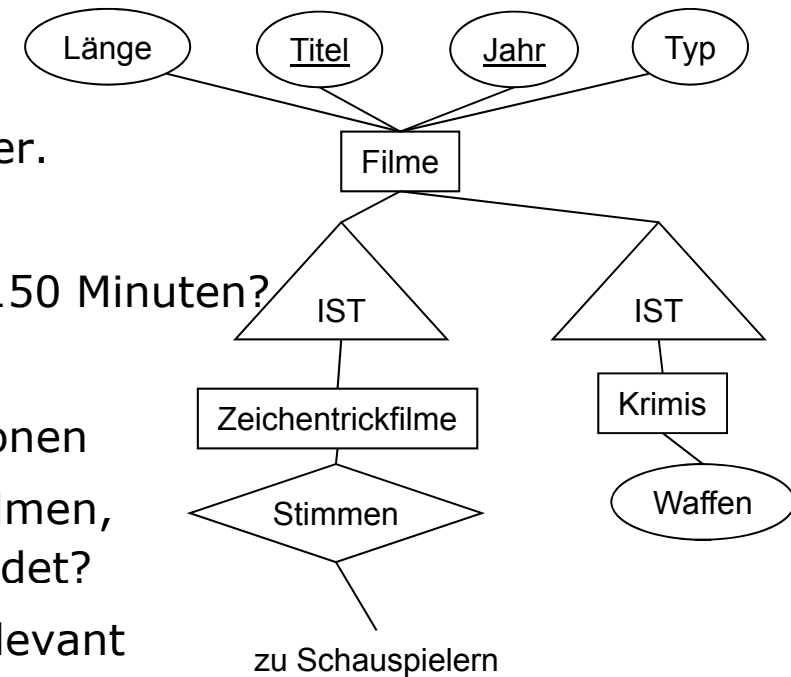 Länge Titel Jahr Typ
er.
Filme
50 Minuten?
IST IST
Zeichentrickfilme Krimis
onen
lmen,
Stimmen Waffen
det?
levant
zu Schauspielern